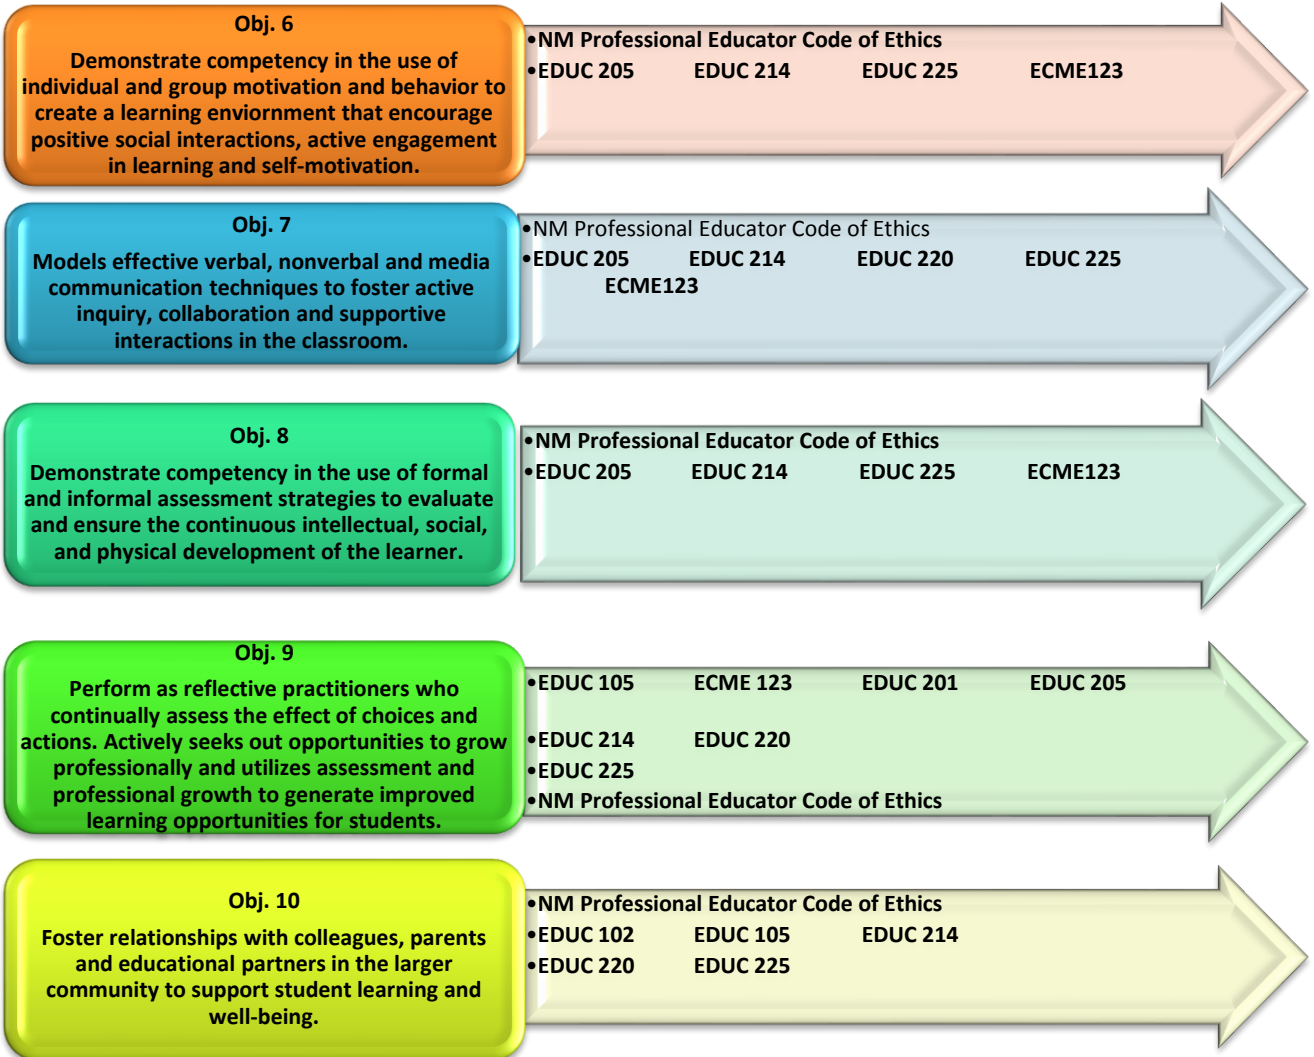 Obj. 6
Demonstrate competency in the use of
individual and group motivation and behavior to
create a learning enviornment that encourage
positive social interactions, active engagement
in learning and self-motivation.
•NM Professional Educator Code of Ethics
•EDUC 205 EDUC 214 EDUC 225 ECME123
Obj. 7
Models effective verbal, nonverbal and media
communication techniques to foster active
inquiry, collaboration and supportive
interactions in the classroom.
•NM Professional Educator Code of Ethics
•EDUC 205 EDUC 214 EDUC 220 EDUC 225
ECME123
Obj. 8
Demonstrate competency in the use of formal
and informal assessment strategies to evaluate
and ensure the continuous intellectual, social,
and physical development of the learner.
•NM Professional Educator Code of Ethics
•EDUC 205 EDUC 214 EDUC 225 ECME123
Obj. 9
Perform as reflective practitioners who
continually assess the effect of choices and
actions. Actively seeks out opportunities to grow
professionally and utilizes assessment and
professional growth to generate improved
learning opportunities for students.
•EDUC 105 ECME 123 EDUC 201 EDUC 205
•EDUC 214 EDUC 220
•EDUC 225
•NM Professional Educator Code of Ethics
Obj. 10
Foster relationships with colleagues, parents
and educational partners in the larger
community to support student learning and
well-being.
•NM Professional Educator Code of Ethics
•EDUC 102 EDUC 105 EDUC 214
•EDUC 220 EDUC 225